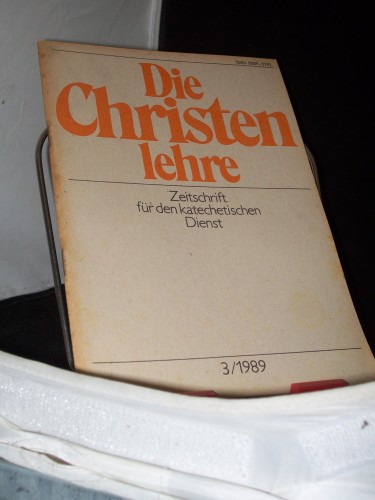 Die
Christen
lehre
Zeitschrift
für den katechetischen
Dienst
3/1989